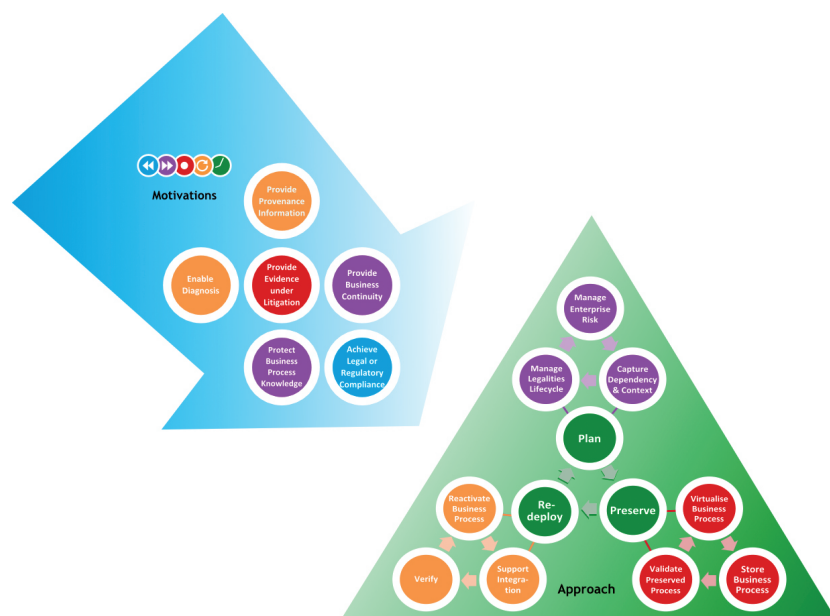 Motivations
Provide
Provenance
Information
Enable
Diagnosis
Provide
Evidence
under
Litigation
Provide
Business
Continuity
Protect
Business
Process
Knowledge
Achieve
Legal or
Regulatory
Compliance
Manage
Enterprise
Risk
Manage
Legalities
Lifecycle
Capture
Dependency
& Context
Plan
Reactivate
Business
Process
Re-
deploy
Preserve
Virtualise
Business
Process
Verify
Support
Integra-
tion
Approach
Validate
Preserved
Process
Store
Business
Process